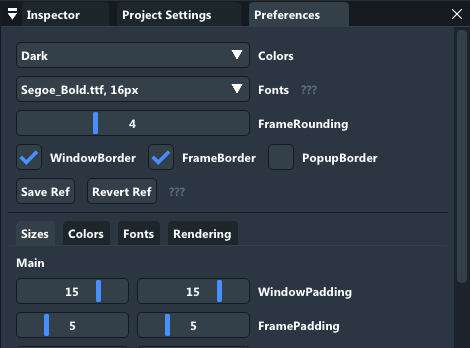 Inspector Project Settings Preferences
Dark Colors
Segoe_Bold.ttf, 16px Fonts ???
4 FrameRounding
WindowBorder FrameBorder PopupBorder
Save Ref Revert Ref ???
Sizes Colors Fonts Rendering
Main
15 15 WindowPadding
5 5 FramePadding